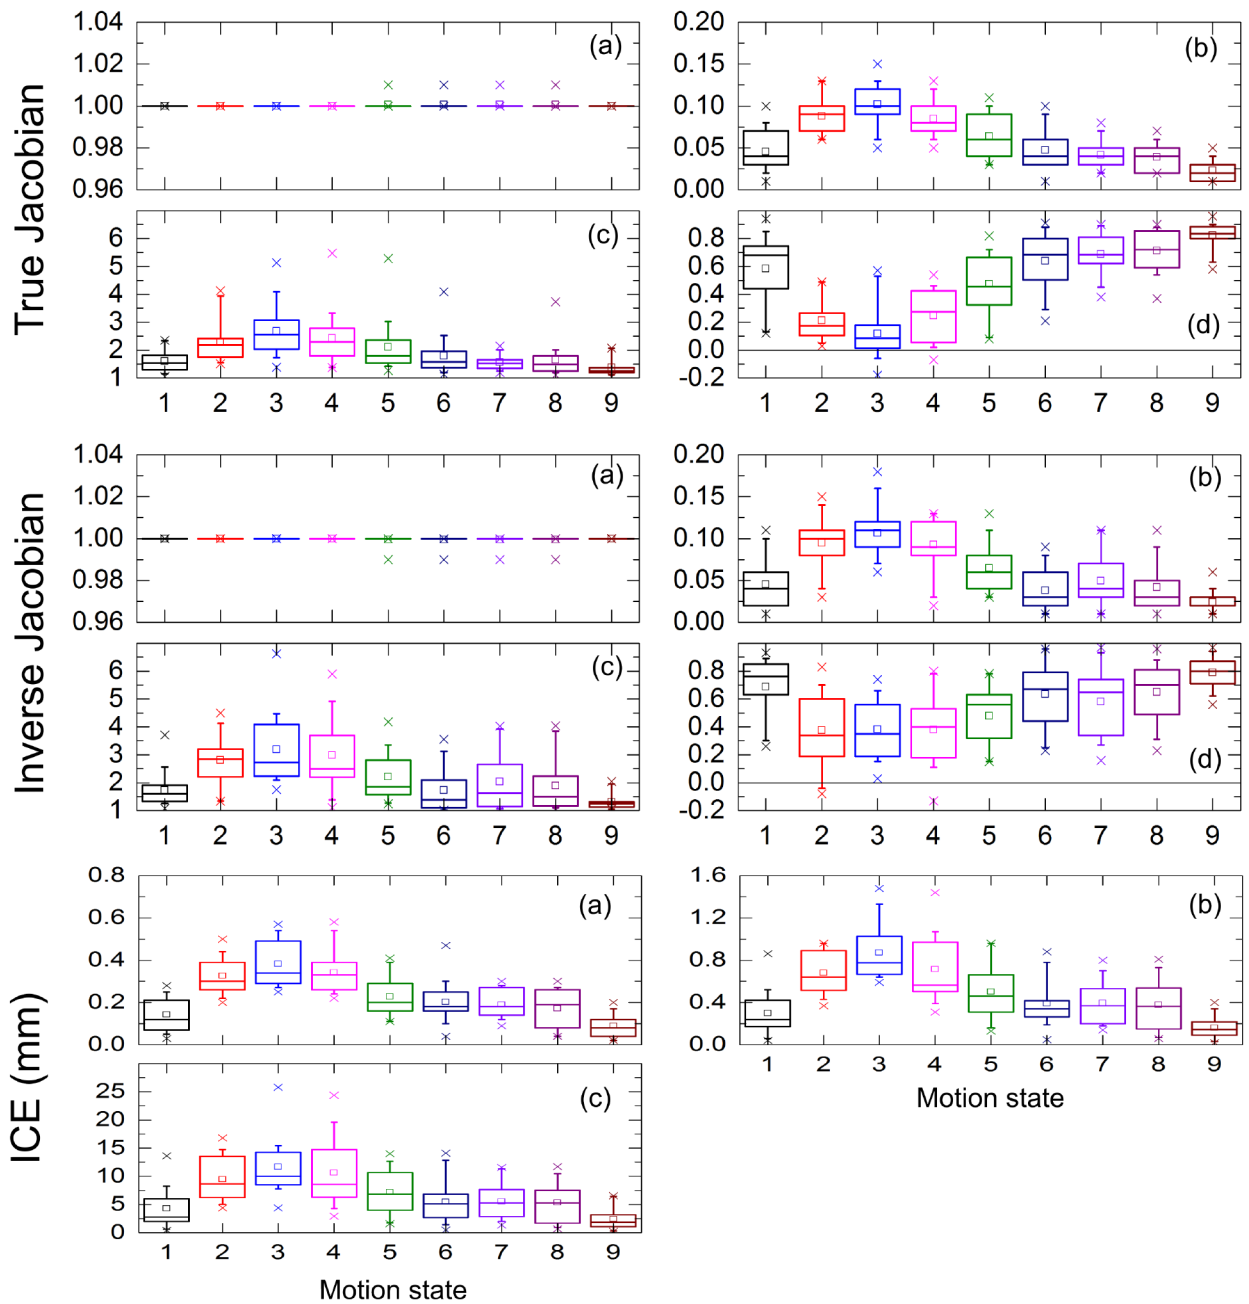 True Jacobian
1.04
1.02
1.00
0.98
0.96
(a)
0.20
0.15
0.10
0.05
0.00
(b)
6
5
4
3
2
1
(c)
1 2 3 4 5 6 7 8 9
0.8
0.6
0.4
0.2
0.0
-0.2
(d)
1 2 3 4 5 6 7 8 9
Inverse Jacobian
1.04
1.02
1.00
0.98
0.96
(a)
0.20
0.15
0.10
0.05
0.00
(b)
6
5
4
3
2
1
(c)
1 2 3 4 5 6 7 8 9
0.8
0.6
0.4
0.2
0.0
-0.2
(d)
1 2 3 4 5 6 7 8 9
ICE (mm)
0.8
0.6
0.4
0.2
0.0
(a)
1.6
1.2
0.8
0.4
0.0
(b)
1 2 3 4 5 6 7 8 9
Motion state
25
20
15
10
5
0
(c)
1 2 3 4 5 6 7 8 9
Motion state